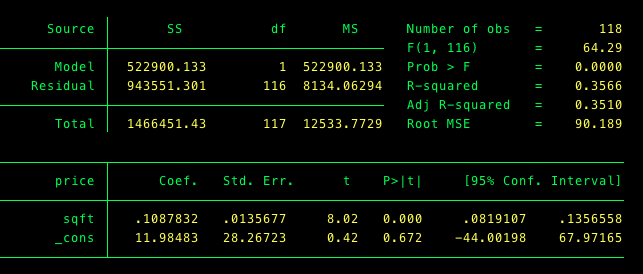 Source SS df MS Number of obs = 118
F(1, 116) = 64.29
Model 522900.133 1 522900.133 Prob > F = 0.0000
Residual 943551.301 116 8134.06294 R-squared = 0.3566
Adj R-squared = 0.3510
Total 1466451.43 117 12533.7729 Root MSE = 90.189
price Coef. Std. Err. t P>|t| [95% Conf. Interval]
sqft .1087832 .0135677 8.02 0.000 .0819107 .1356558
_cons 11.98483 28.26723 0.42 0.672 -44.00198 67.97165